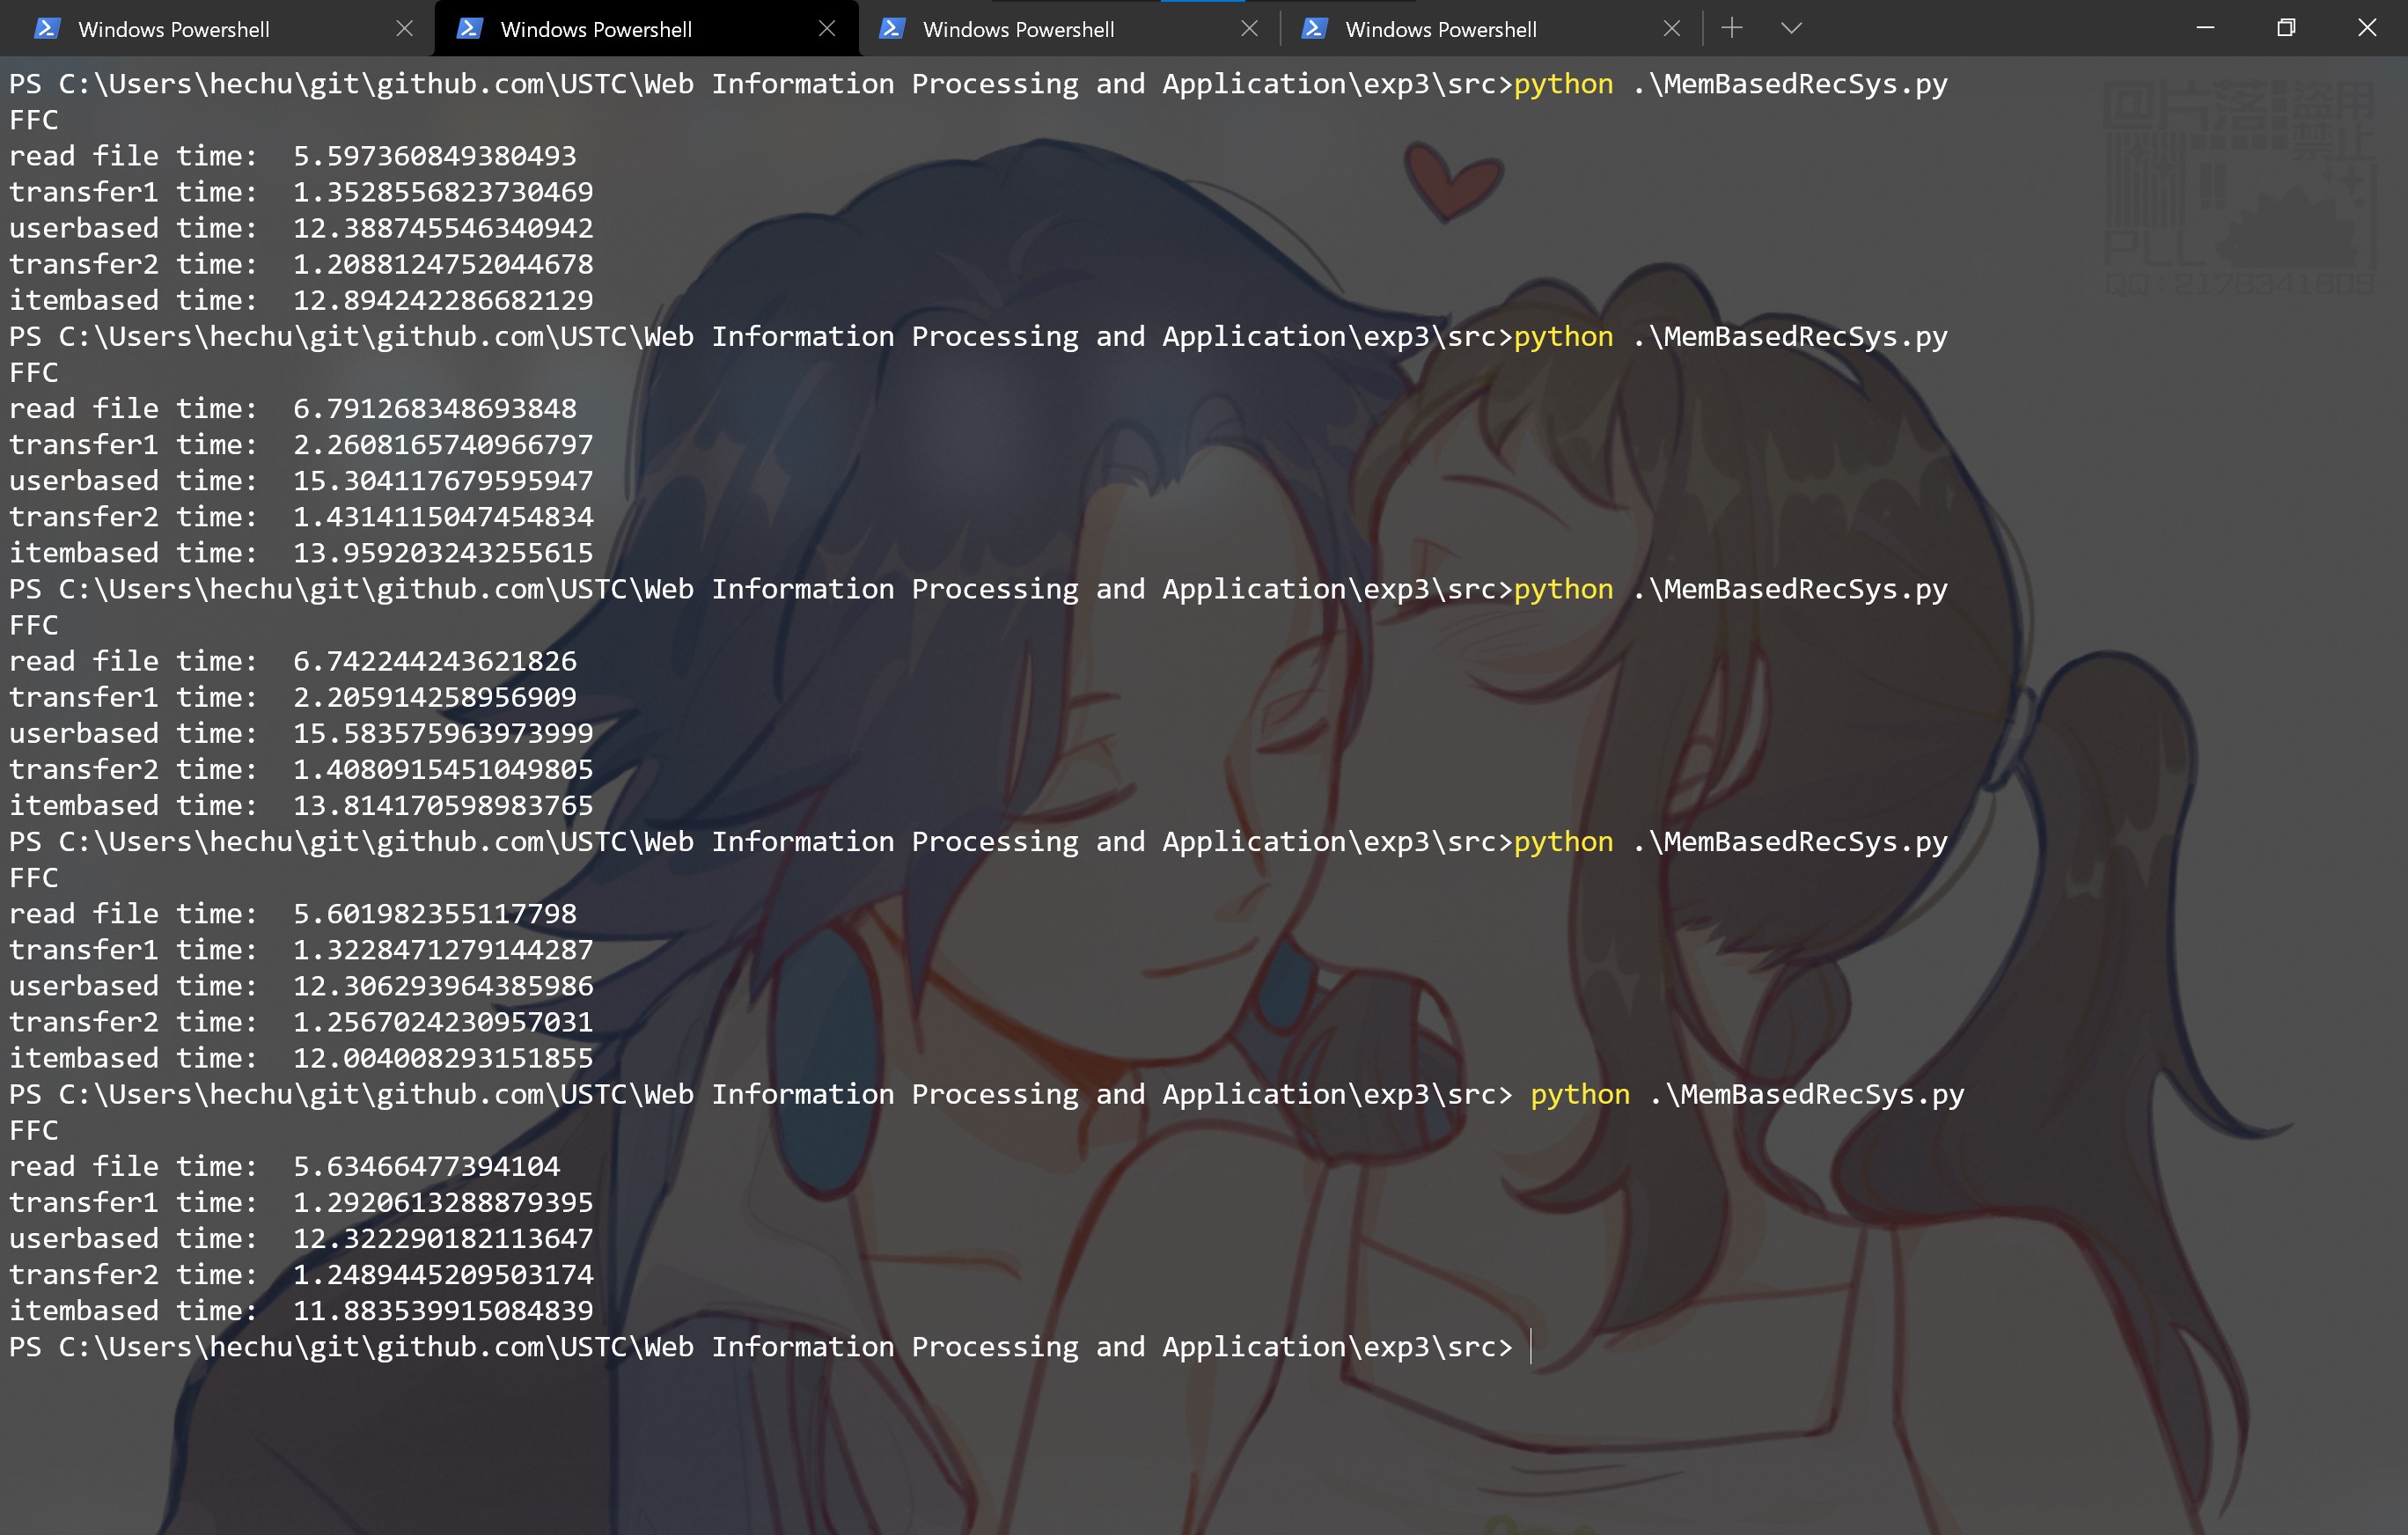 Windows Powershell
Windows Powershell
Windows Powershell
Windows Powershell
PS C:\Users\hechu\git\github.com\USTC\Web Information Processing and Application\exp3\src>python .\MemBasedRecSys.py
FFC
read file time:  5.597360849380493
transfer1 time:  1.3528556823730469
userbased time:  12.388745546340942
transfer2 time:  1.2088124752044678
itembased time:  12.894242286682129
PS C:\Users\hechu\git\github.com\USTC\Web Information Processing and Application\exp3\src>python .\MemBasedRecSys.py
FFC
read file time:  6.791268348693848
transfer1 time:  2.2608165740966797
userbased time:  15.304117679595947
transfer2 time:  1.4314115047454834
itembased time:  13.959203243255615
PS C:\Users\hechu\git\github.com\USTC\Web Information Processing and Application\exp3\src>python .\MemBasedRecSys.py
FFC
read file time:  6.742244243621826
transfer1 time:  2.205914258956909
userbased time:  15.583575963973999
transfer2 time:  1.4080915451049805
itembased time:  13.814170598983765
PS C:\Users\hechu\git\github.com\USTC\Web Information Processing and Application\exp3\src>python .\MemBasedRecSys.py
FFC
read file time:  5.601982355117798
transfer1 time:  1.3228471279144287
userbased time:  12.306293964385986
transfer2 time:  1.2567024230957031
itembased time:  12.004008293151855
PS C:\Users\hechu\git\github.com\USTC\Web Information Processing and Application\exp3\src> python .\MemBasedRecSys.py
FFC
read file time:  5.63466477394104
transfer1 time:  1.2920613288879395
userbased time:  12.322290182113647
transfer2 time:  1.2489445209503174
itembased time:  11.883539915084839
PS C:\Users\hechu\git\github.com\USTC\Web Information Processing and Application\exp3\src>
盗用
禁止
PLL